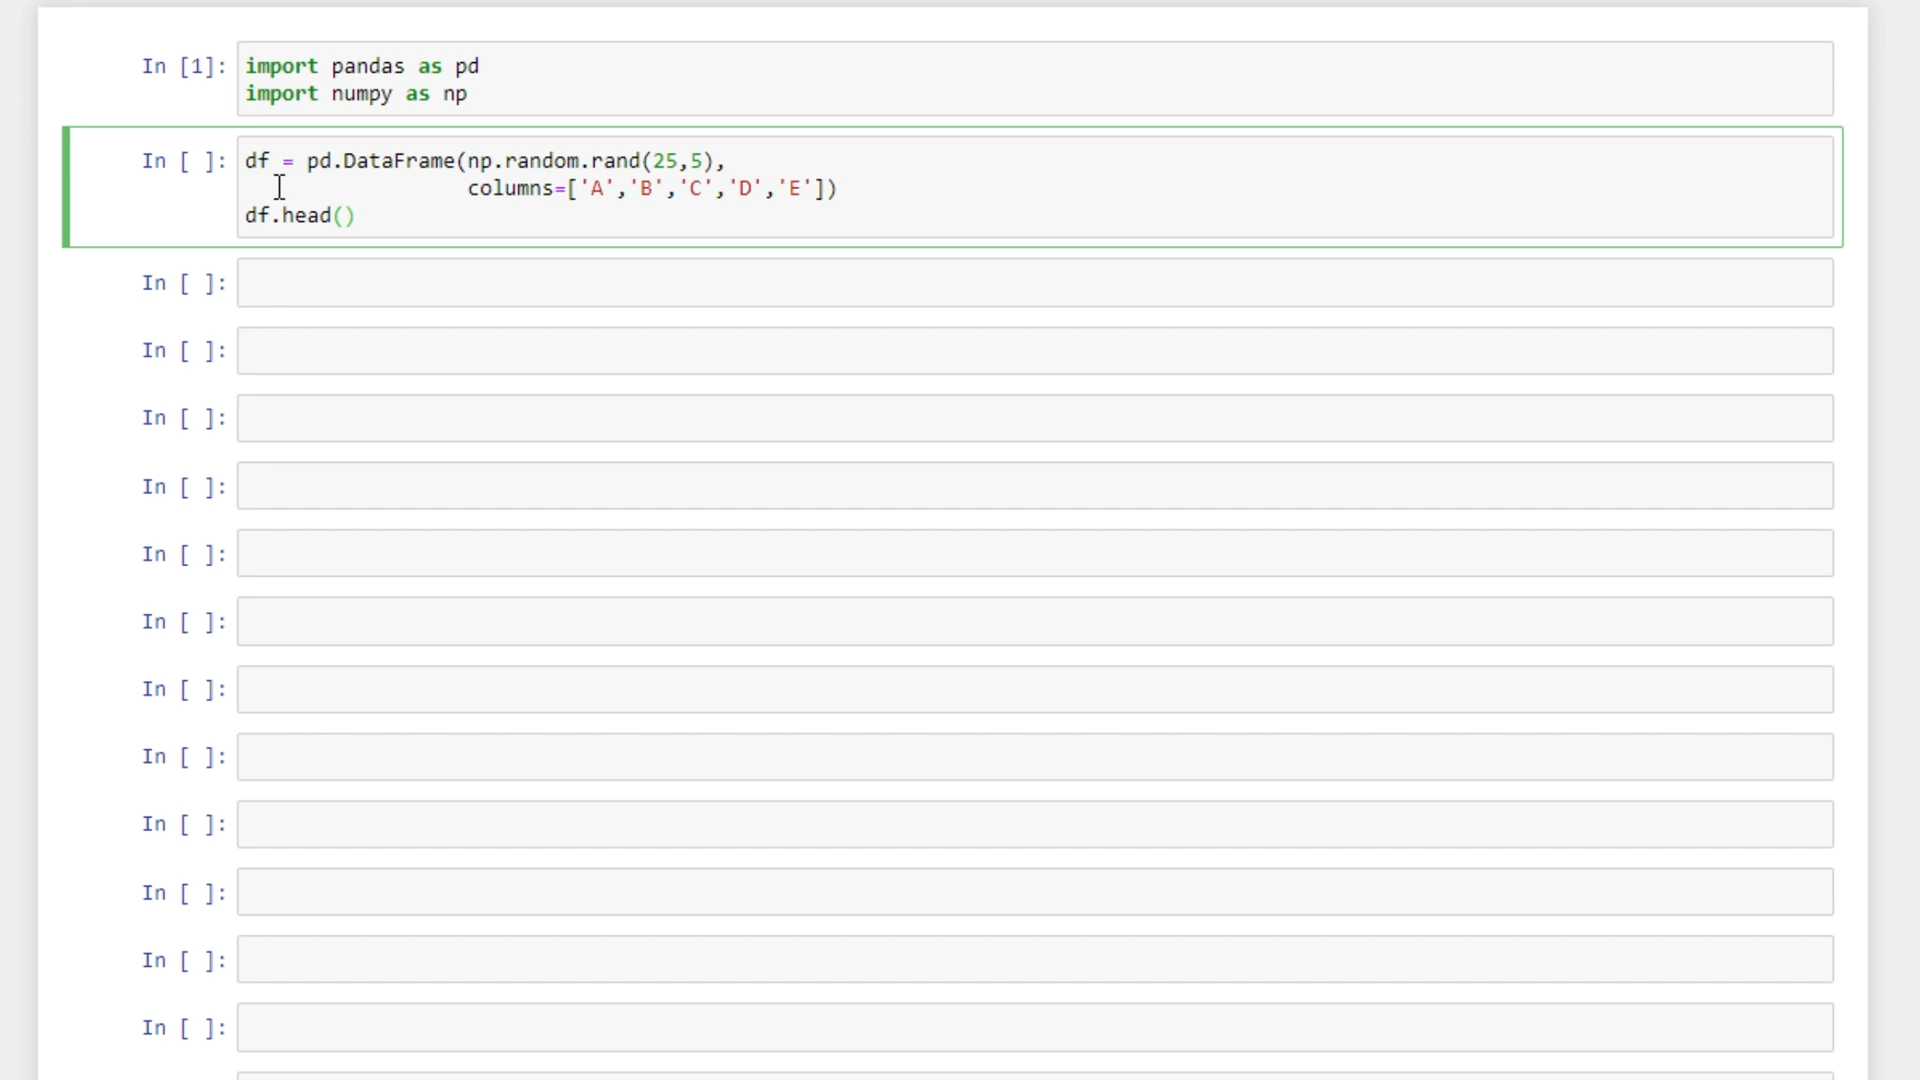 In [1]: import pandas as pd
import numpy as np
In [ ]: df = pd.DataFrame(np.random.rand(25,5),
columns=['A','B','C','D','E'])
df.head()
In [ ]:
In [ ]:
In [ ]:
In [ ]:
In [ ]:
In [ ]:
In [ ]:
In [ ]:
In [ ]:
In [ ]:
In [ ]:
In [ ]: